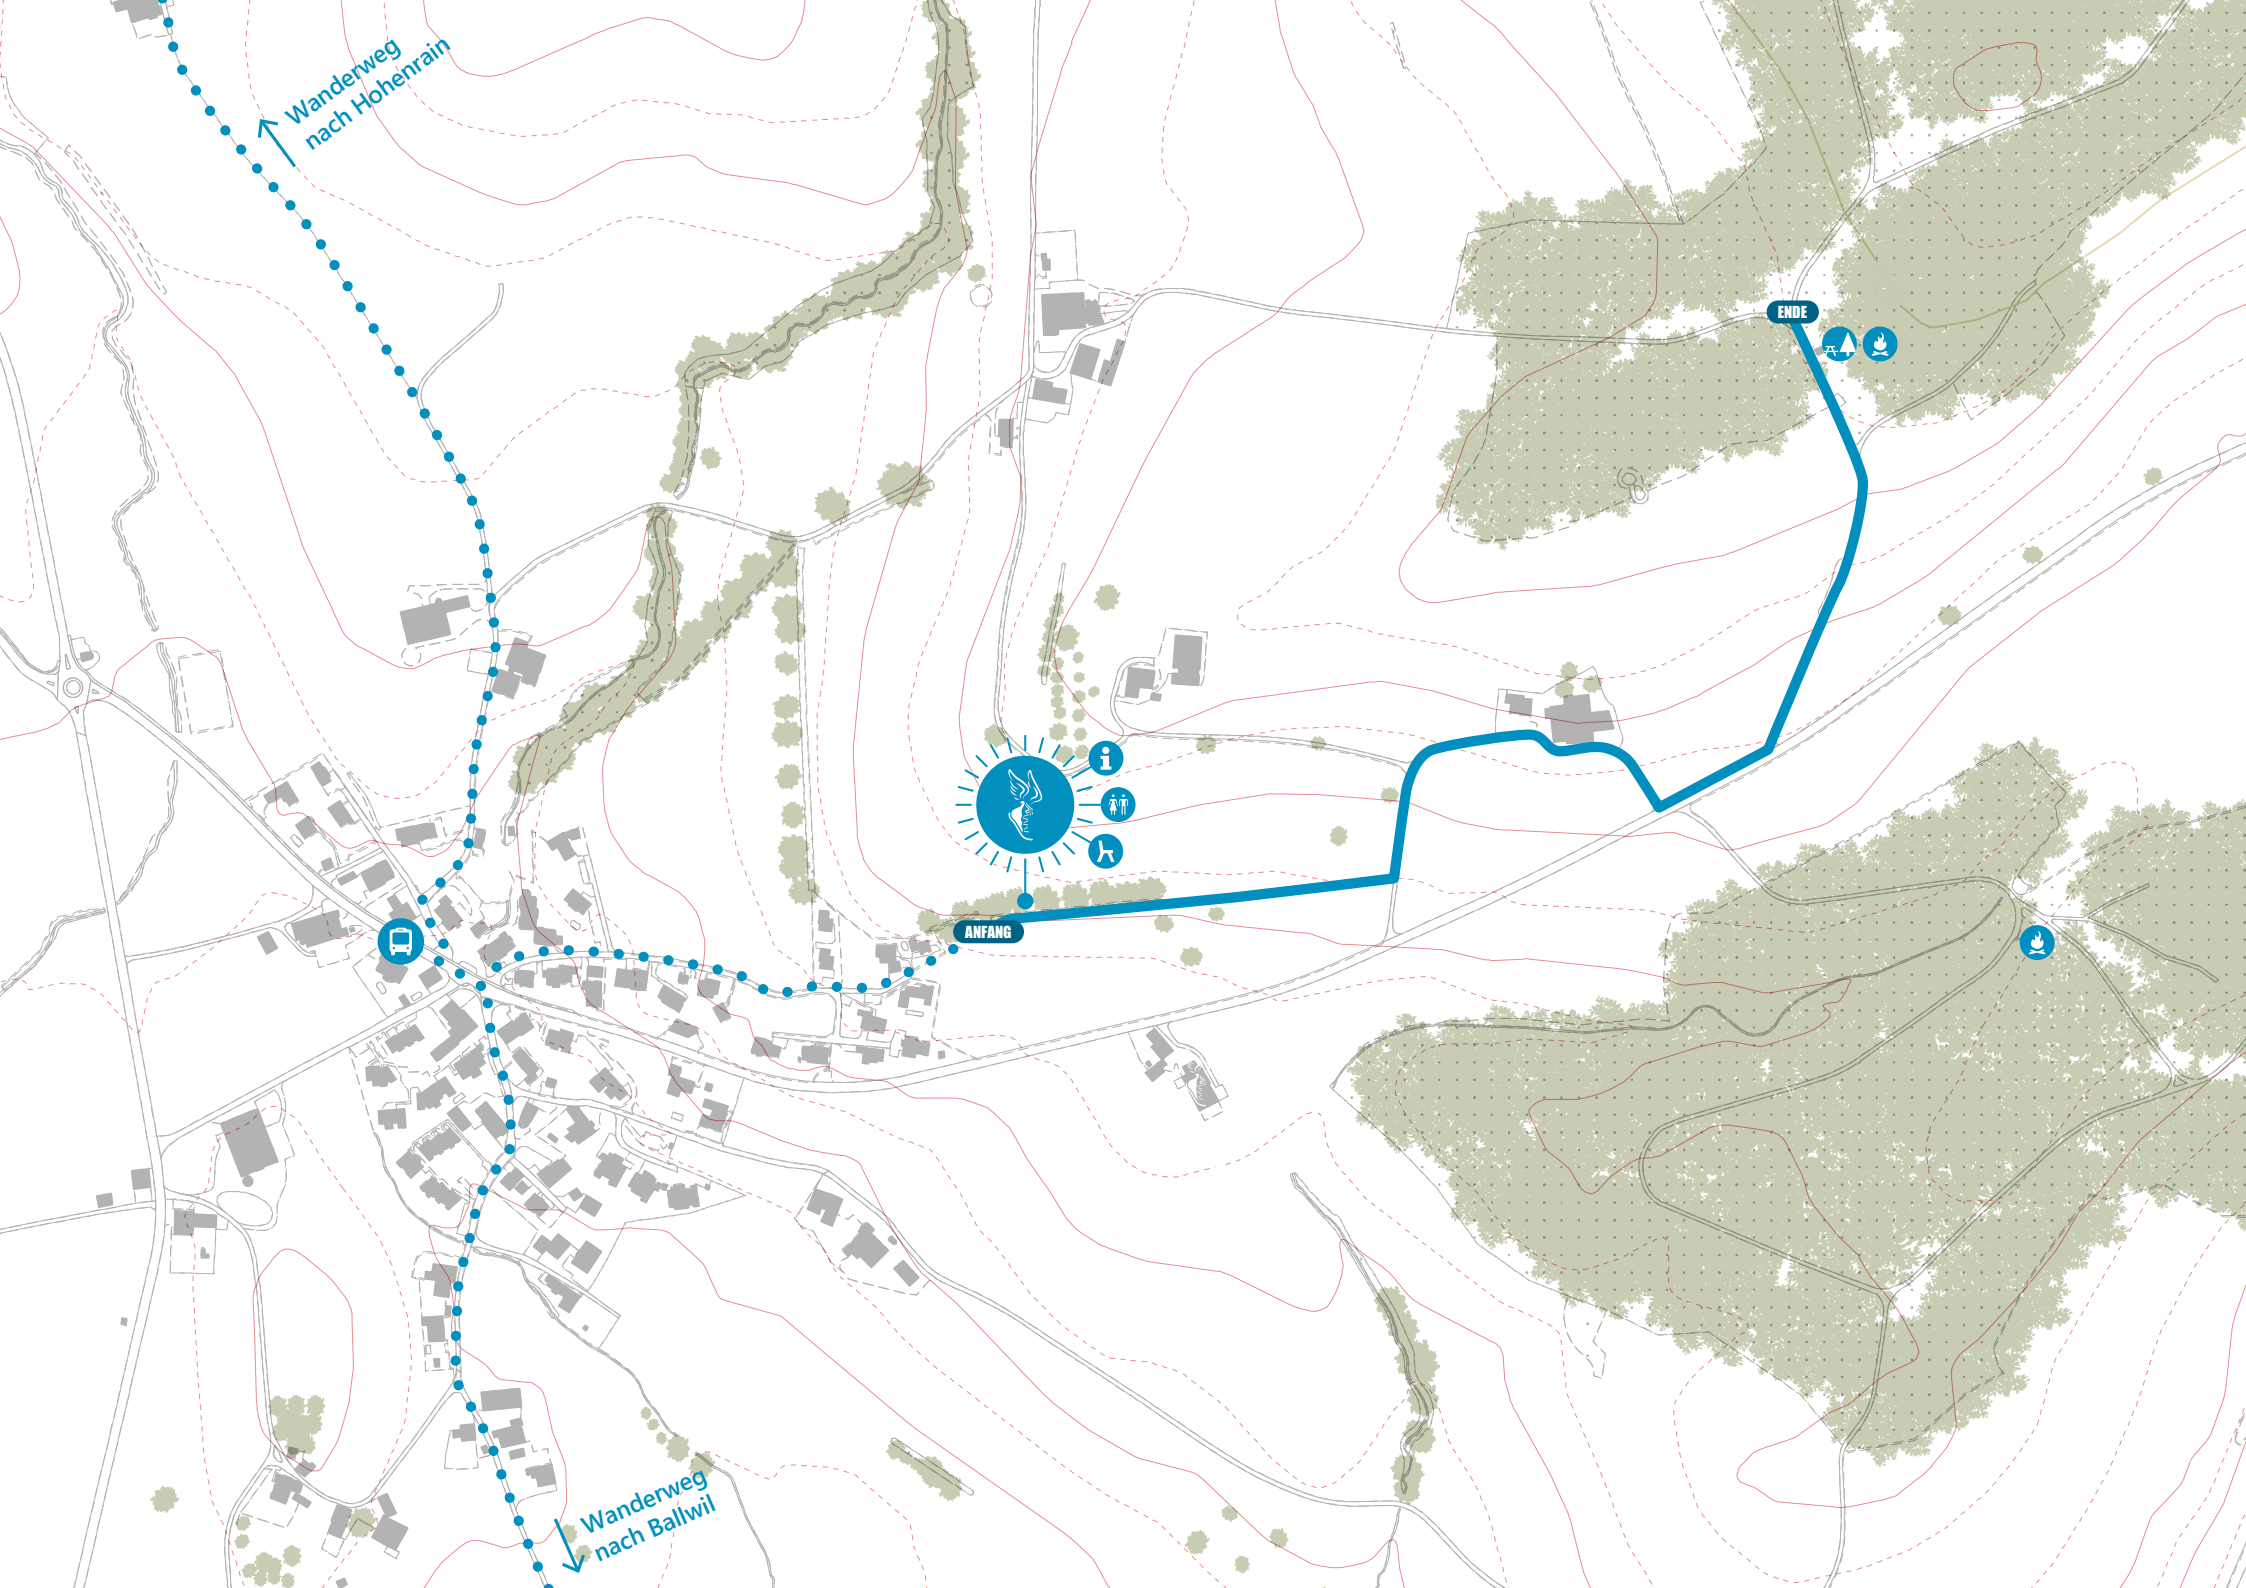 Wanderweg
nach Hohenrain
ENDE
ANFANG
Wanderweg
nach Ballwil